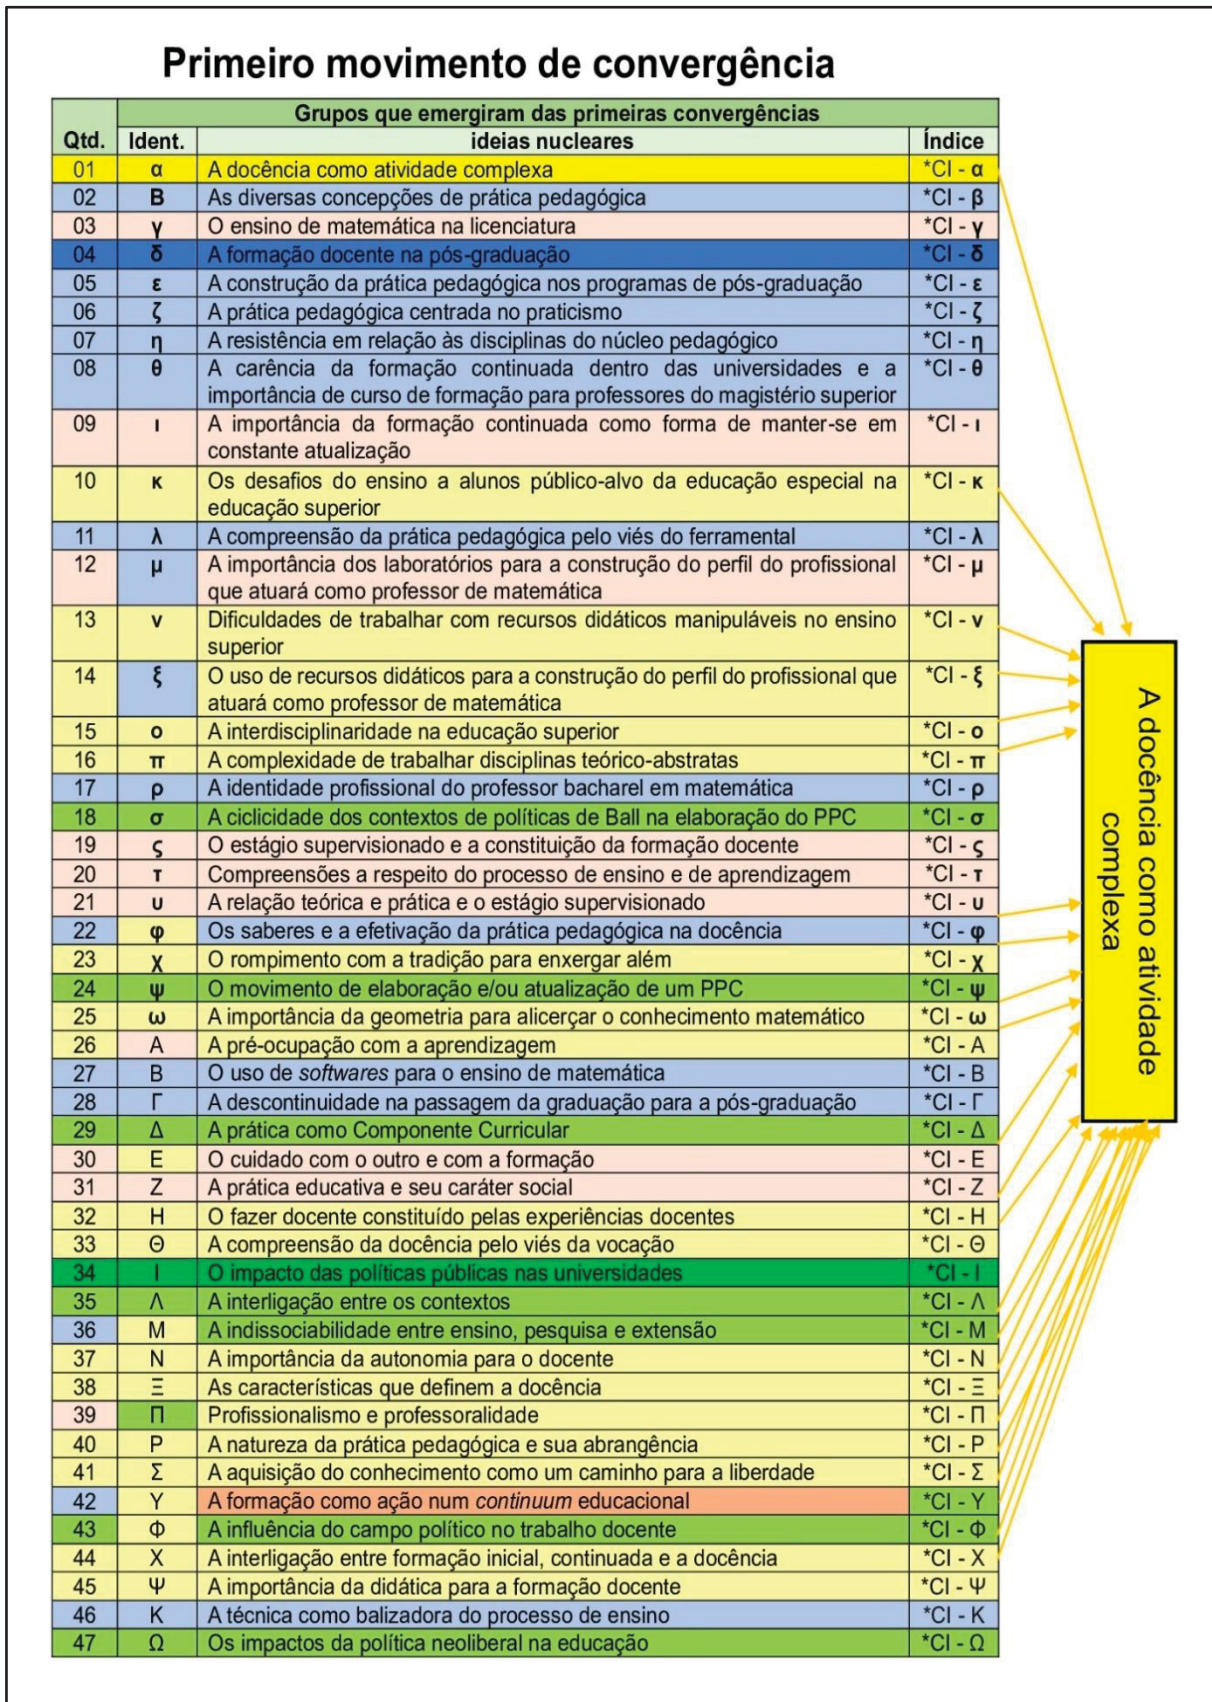 Primeiro movimento de convergência
Qtd. Grupos que emergiram das primeiras convergências
Ident. ideias nucleares Índice
01 α A docência como atividade complexa *CI - α
02 Β As diversas concepções de prática pedagógica *CI - β
03 γ O ensino de matemática na licenciatura *CI - γ
04 δ A formação docente na pós-graduação *CI - δ
05 ε A construção da prática pedagógica nos programas de pós-graduação *CI - ε
06 ζ A prática pedagógica centrada no praticismo *CI - ζ
07 η A resistência em relação às disciplinas do núcleo pedagógico *CI - η
08 θ A carência da formação continuada dentro das universidades e a *CI - θ
importância de curso de formação para professores do magistério superior
09 ι A importância da formação continuada como forma de manter-se em *CI - ι
constante atualização
10 κ Os desafios do ensino a alunos público-alvo da educação especial na *CI - κ
educação superior
11 λ A compreensão da prática pedagógica pelo viés do ferramental *CI - λ
12 μ A importância dos laboratórios para a construção do perfil do profissional *CI - μ
que atuará como professor de matemática
13 ν Dificuldades de trabalhar com recursos didáticos manipuláveis no ensino *CI - ν
superior
14 ξ O uso de recursos didáticos para a construção do perfil do profissional que *CI - ξ
atuará como professor de matemática
15 ο A interdisciplinaridade na educação superior *CI - ο
16 π A complexidade de trabalhar disciplinas teórico-abstratas *CI - π
17 ρ A identidade profissional do professor bacharel em matemática *CI - ρ
18 σ A ciclicidade dos contextos de políticas de Ball na elaboração do PPC *CI - σ
19 ς O estágio supervisionado e a constituição da formação docente *CI - ς
20 τ Compreensões a respeito do processo de ensino e de aprendizagem *CI - τ
21 υ A relação teórica e prática e o estágio supervisionado *CI - υ
22 φ Os saberes e a efetivação da prática pedagógica na docência *CI - φ
23 χ O rompimento com a tradição para enxergar além *CI - χ
24 ψ O movimento de elaboração e/ou atualização de um PPC *CI - ψ
25 ω A importância da geometria para alicerçar o conhecimento matemático *CI - ω
26 Α A pré-ocupação com a aprendizagem *CI - Α
27 Β O uso de softwares para o ensino de matemática *CI - Β
28 Γ A descontinuidade na passagem da graduação para a pós-graduação *CI - Γ
29 Δ A prática como Componente Curricular *CI - Δ
30 Ε O cuidado com o outro e com a formação *CI - Ε
31 Ζ A prática educativa e seu caráter social *CI - Ζ
32 Η O fazer docente constituído pelas experiências docentes *CI - Η
33 Θ A compreensão da docência pelo viés da vocação *CI - Θ
34 Ι O impacto das políticas públicas nas universidades *CI - Ι
35 Λ A interligação entre os contextos *CI - Λ
36 Μ A indissociabilidade entre ensino, pesquisa e extensão *CI - Μ
37 Ν A importância da autonomia para o docente *CI - Ν
38 Ξ As características que definem a docência *CI - Ξ
39 Π Profissionalismo e professoralidade *CI - Π
40 Ρ A natureza da prática pedagógica e sua abrangência *CI - Ρ
41 Σ A aquisição do conhecimento como um caminho para a liberdade *CI - Σ
42 Υ A formação como ação num continuum educacional *CI - Υ
43 Φ A influência do campo político no trabalho docente *CI - Φ
44 Χ A interligação entre formação inicial, continuada e a docência *CI - Χ
45 Ψ A importância da didática para a formação docente *CI - Ψ
46 Κ A técnica como balizadora do processo de ensino *CI - Κ
47 Ω Os impactos da política neoliberal na educação *CI - Ω
A docência como atividade
complexa